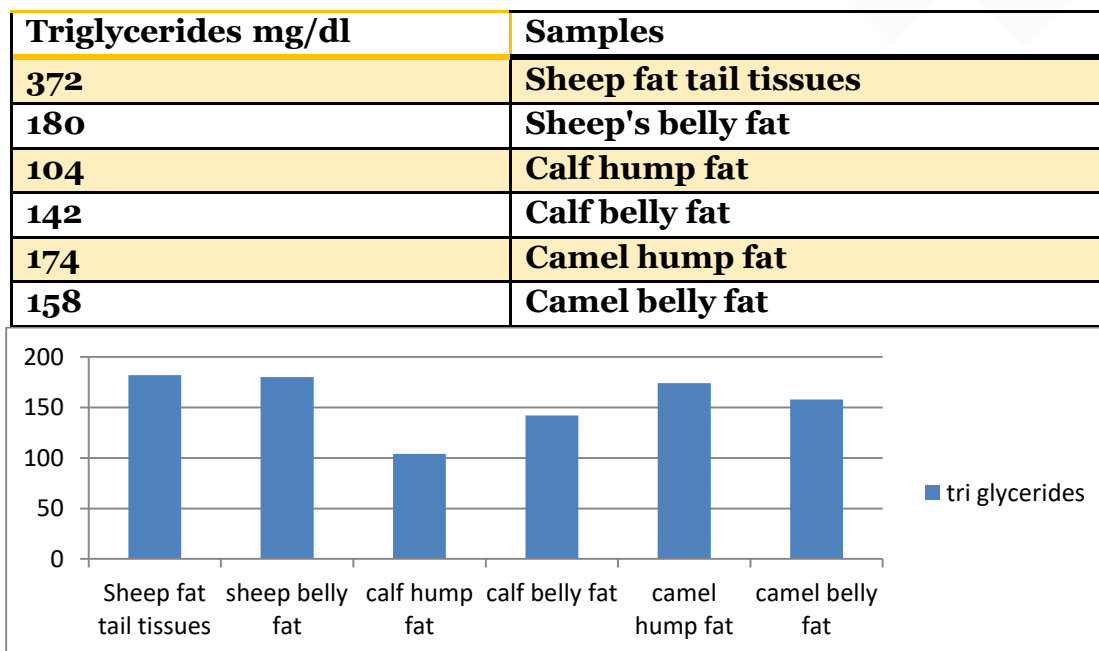 Triglycerides mg/dl Samples
372 Sheep fat tail tissues
180 Sheep's belly fat
104 Calf hump fat
142 Calf belly fat
174 Camel hump fat
158 Camel belly fat
200
150
100
50
0
tri glycerides
Sheep fat sheep belly calf hump calf belly fat camel camel belly
tail tissues fat fat hump fat fat